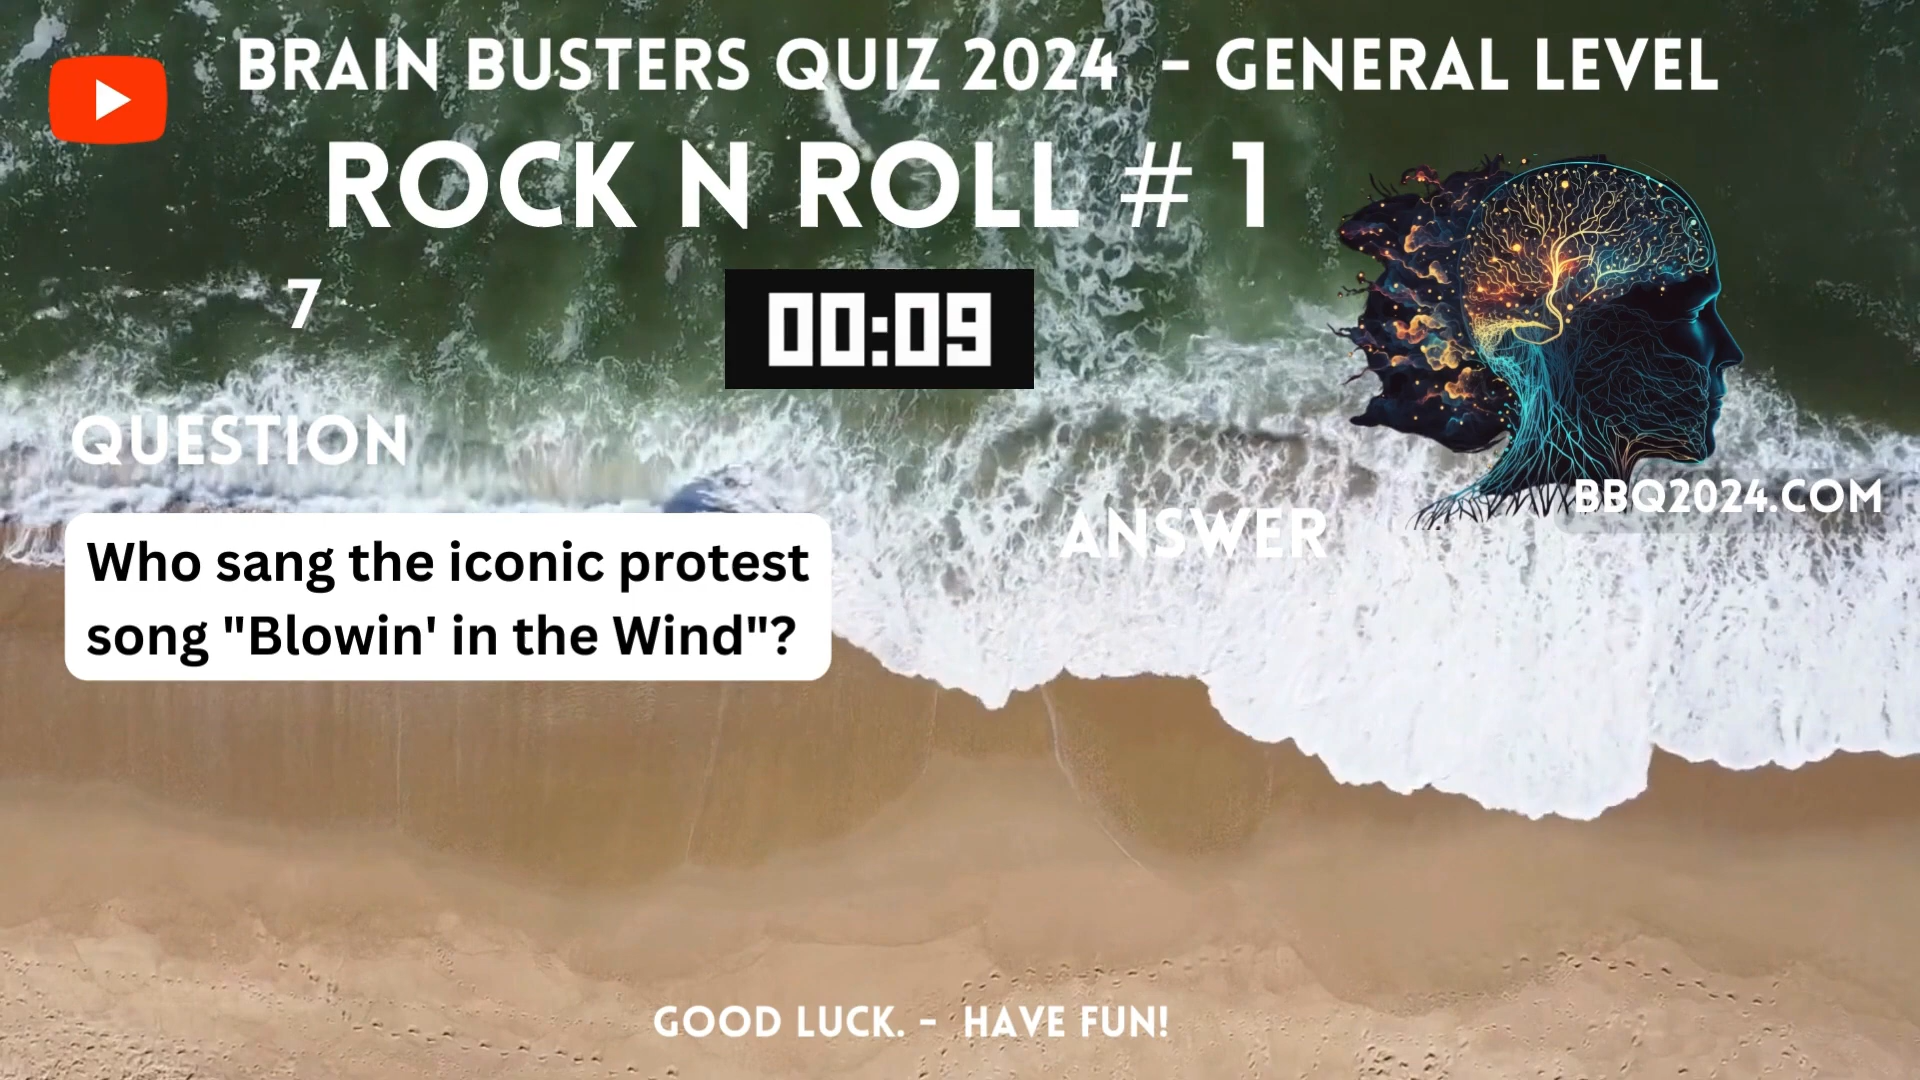 BRAIN BUSTERS QUIZ 2024 - GENERAL LEVEL
ROCK N ROLL # 1
7
00:09
QUESTION
Who sang the iconic protest
song "Blowin' in the Wind"?
ANSWER
BBQ2024.COM
GOOD LUCK. - HAVE FUN!